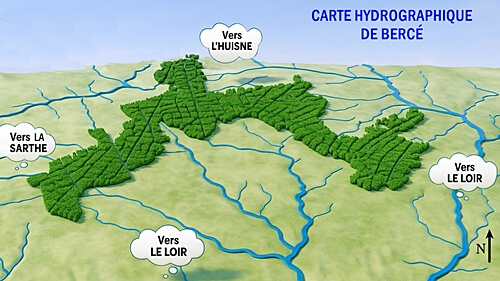 CARTE HYDROGRAPHIQUE
DE BERCÉ
Vers
L'HUISNE
Vers LA
SARTHE
Vers
LE LOIR
Vers
LE LOIR
N